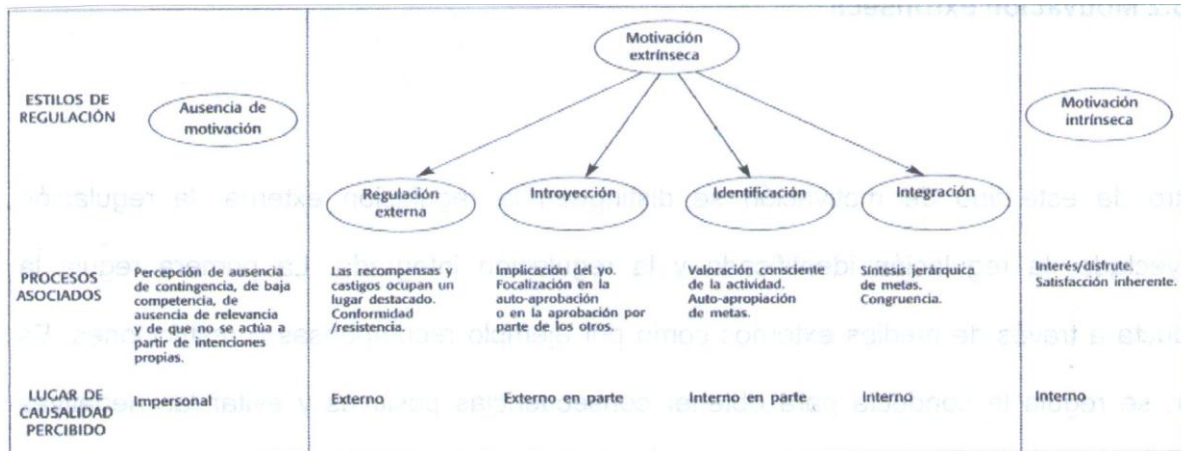 Motivación
extrínseca
ESTILOS DE
REGULACIÓN
Ausencia de
motivación
Motivación
intrínseca
Regulación
externa
Introyección
Identificación
Integración
PROCESOS
ASOCIADOS
Percepción de ausencia
de contingencia, de baja
competencia, de
ausencia de relevancia
y de que no se actúa a
partir de intenciones
propias.
Las recompensas y
castigos ocupan un
lugar destacado.
Conformidad
/resistencia.
Implicación del yo.
Focalización en la
auto-aprobación
o en la aprobación por
parte de los otros.
Valoración consciente
de la actividad.
Auto-apropiación
de metas.
Síntesis jerárquica
de metas.
Congruencia.
Interés/disfrute.
Satisfacción inherente.
LUGAR DE
CAUSALIDAD
PERCIBIDO
Impersonal
Externo
Externo en parte
Interno en parte
Interno
Interno